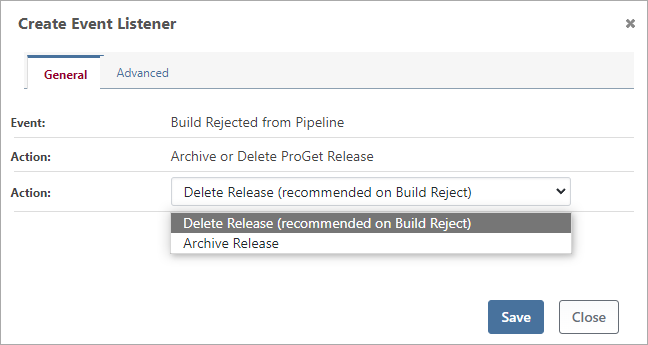 Create Event Listener
General Advanced
Event: Build Rejected from Pipeline
Action: Archive or Delete ProGet Release
Action: Delete Release (recommended on Build Reject)
Delete Release (recommended on Build Reject)
Archive Release
Save Close